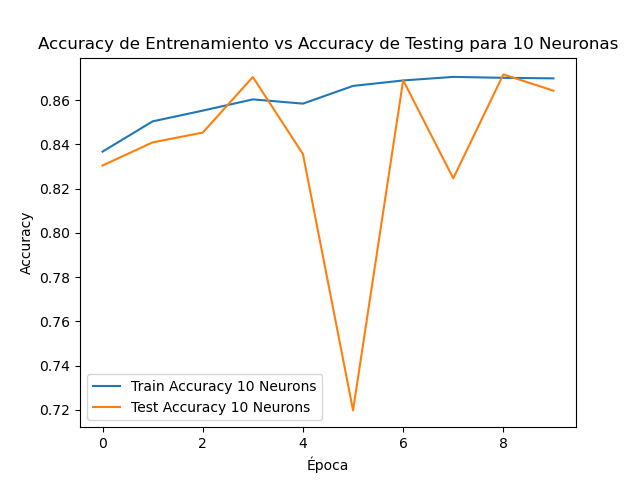 Accuracy de Entrenamiento vs Accuracy de Testing para 10 Neuronas
Accuracy
0.86
0.84
0.82
0.80
0.78
0.76
0.74
0.72
Train Accuracy 10 Neurons
Test Accuracy 10 Neurons
0 2 4 6 8
Época